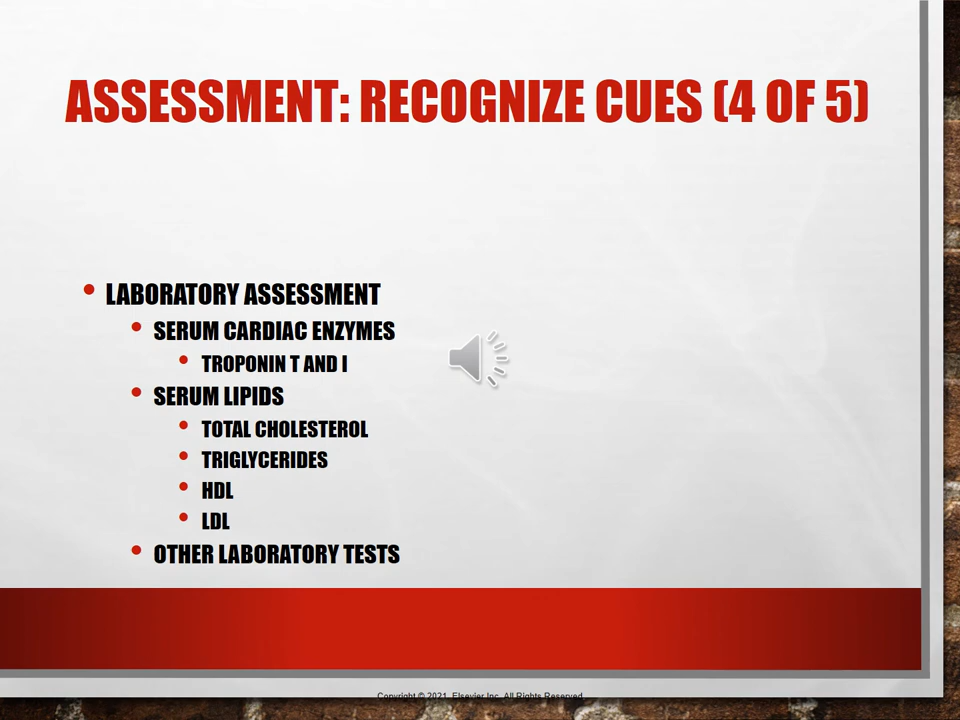 ASSESSMENT: RECOGNIZE CUES (4 OF 5)
• LABORATORY ASSESSMENT
• SERUM CARDIAC ENZYMES
• TROPONIN T AND I
• SERUM LIPIDS
• TOTAL CHOLESTEROL
• TRIGLYCERIDES
• HDL
• LDL
• OTHER LABORATORY TESTS
Copyright © 2021, Elsevier Inc. All Rights Reserved.